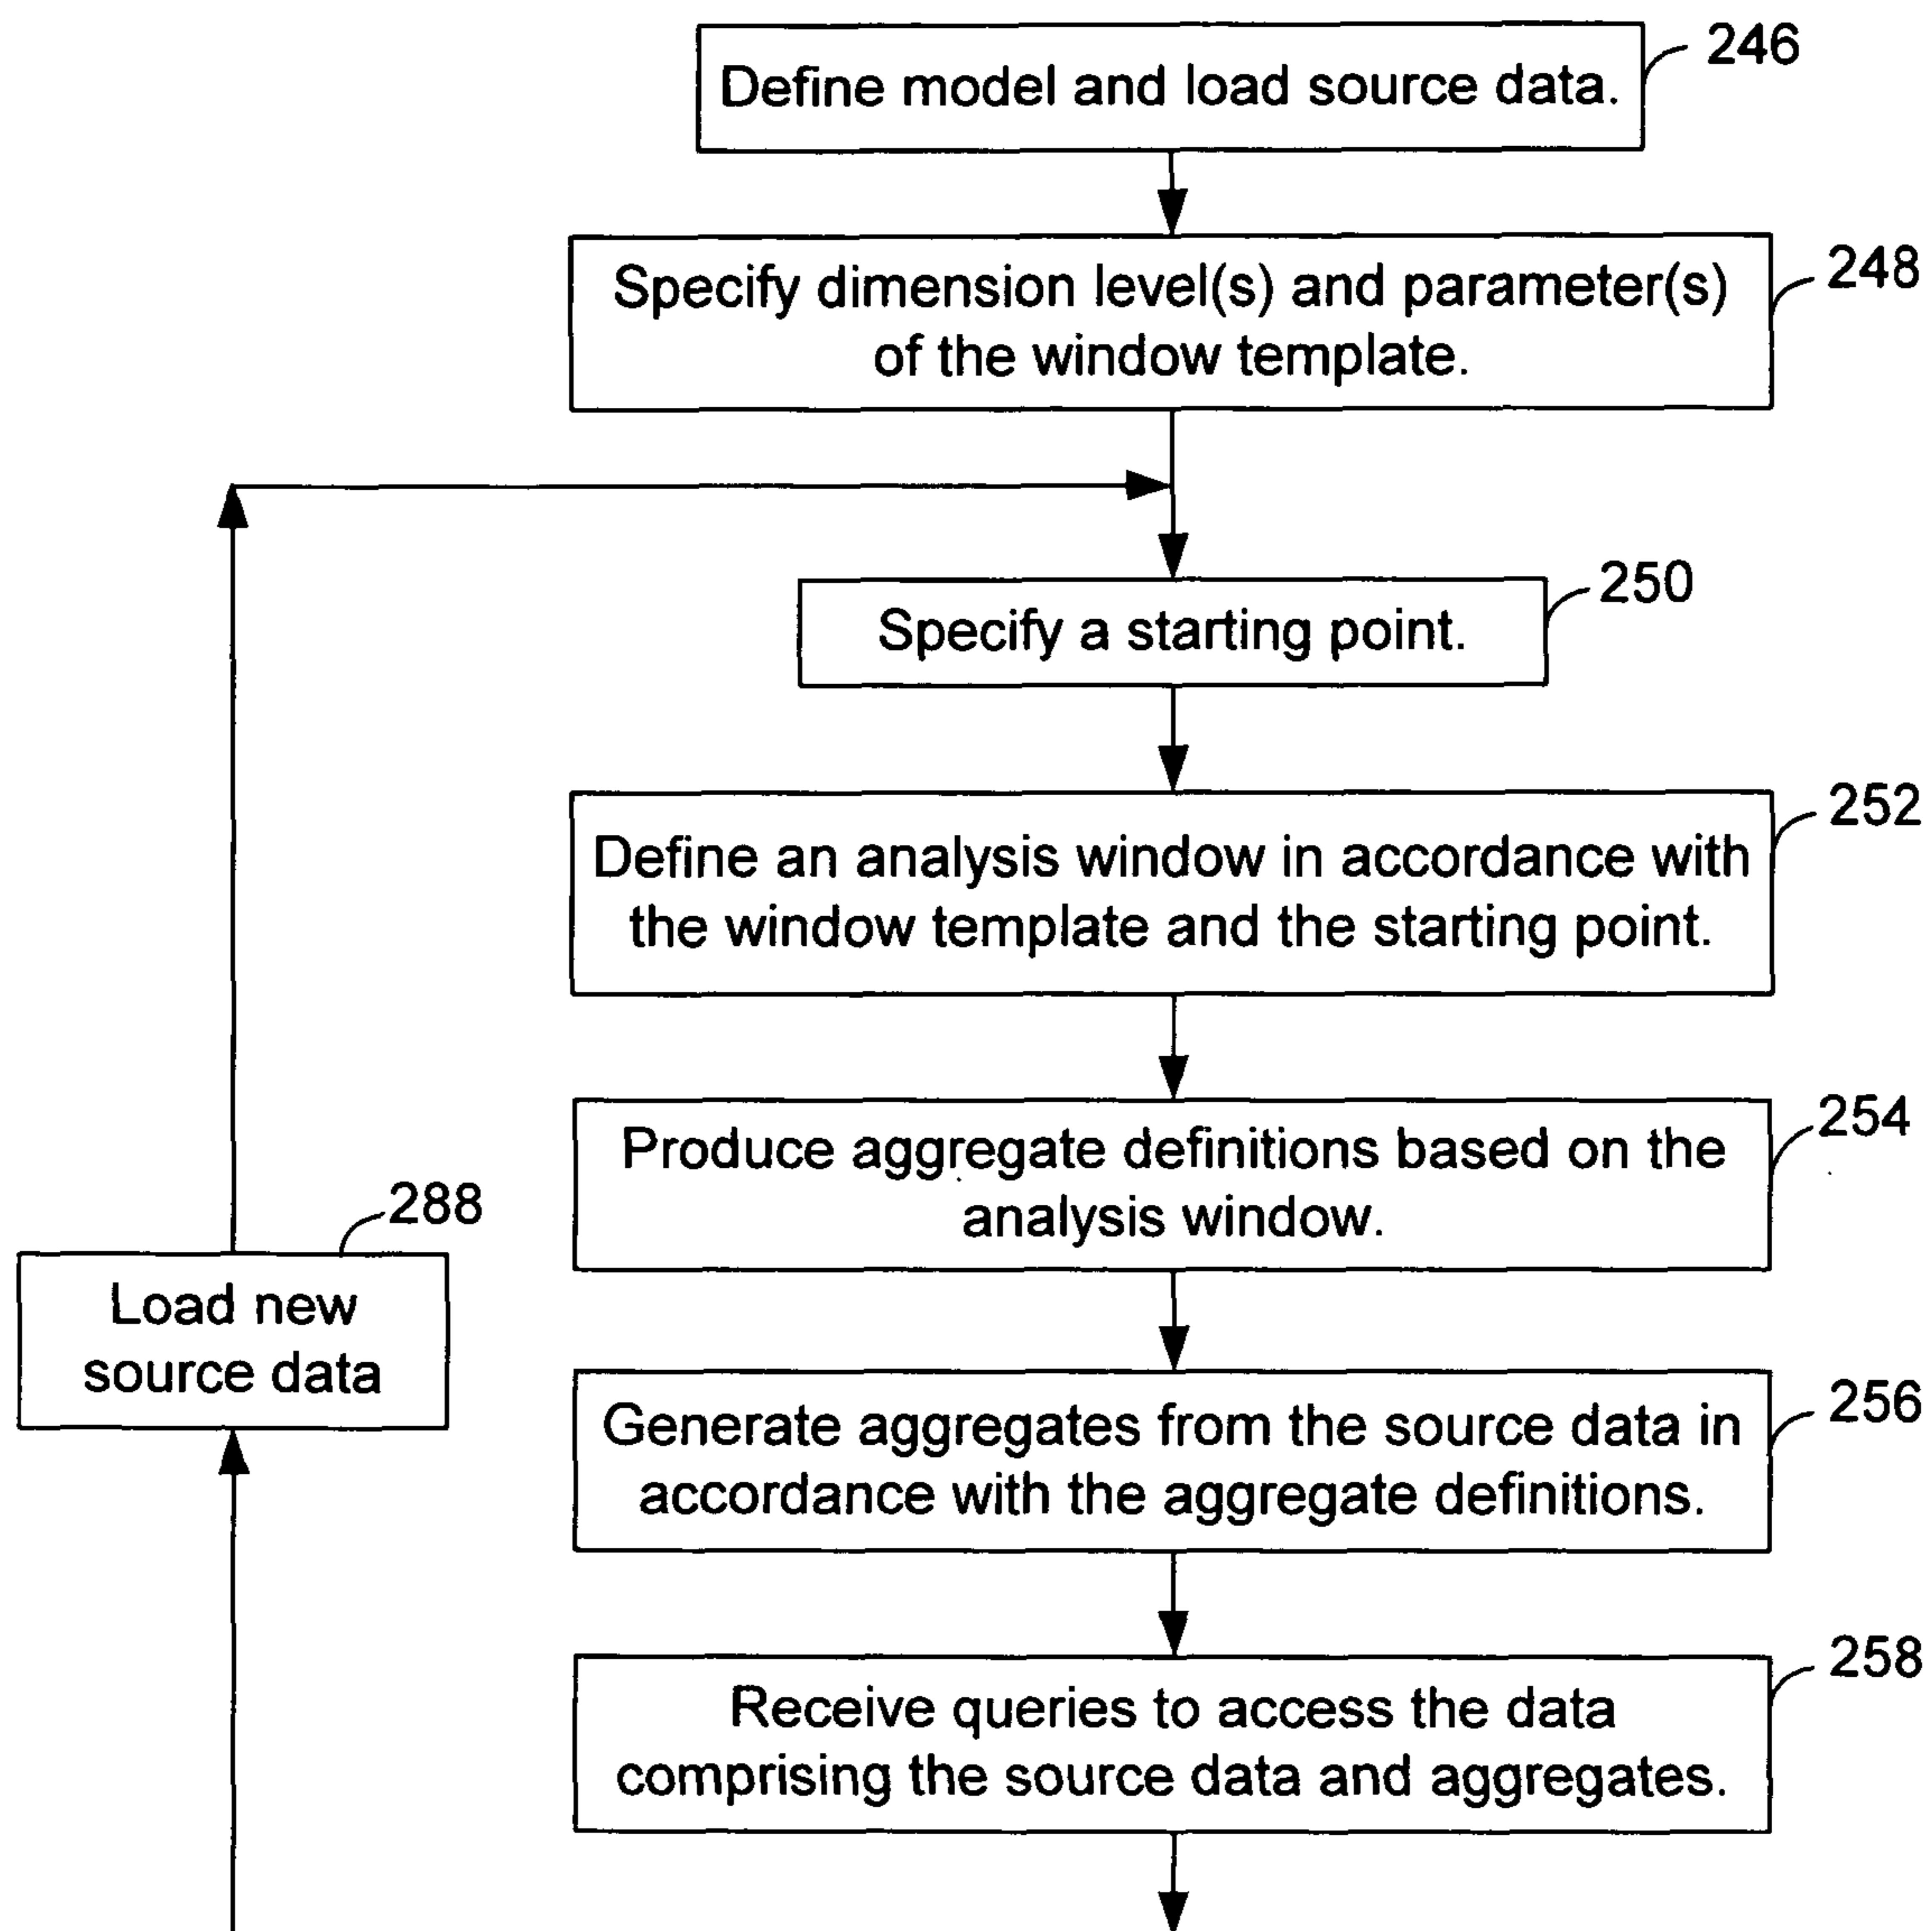 246
Define model and load source data.
248
Specify dimension level(s) and parameter(s)
of the window template.
250
Specify a starting point.
252
Define an analysis window in accordance with
the window template and the starting point.
254
Produce aggregate definitions based on the
analysis window.
288
Load new
source data
256
Generate aggregates from the source data in
accordance with the aggregate definitions.
258
Receive queries to access the data
comprising the source data and aggregates.